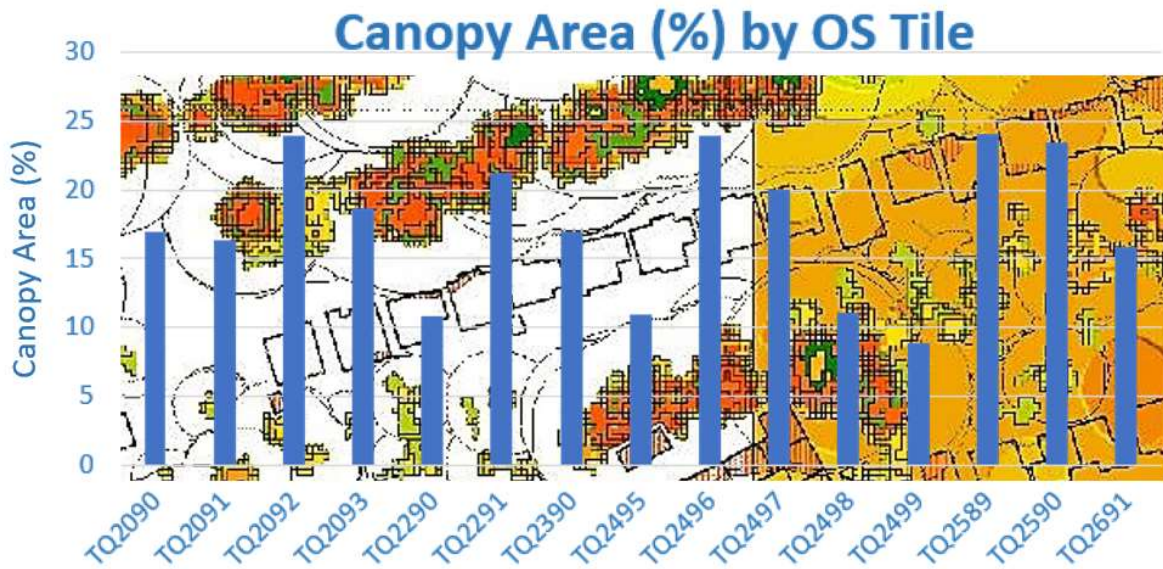 Canopy Area (%) by OS Tile
Canopy Area (%)
30
25
20
15
10
5
0
TQ2090
TQ2091
TQ2092
TQ2093
TQ2290
TQ2291
TQ2390
TQ2495
TQ2496
TQ2497
TQ2498
TQ2499
TQ2589
TQ2590
TQ2691